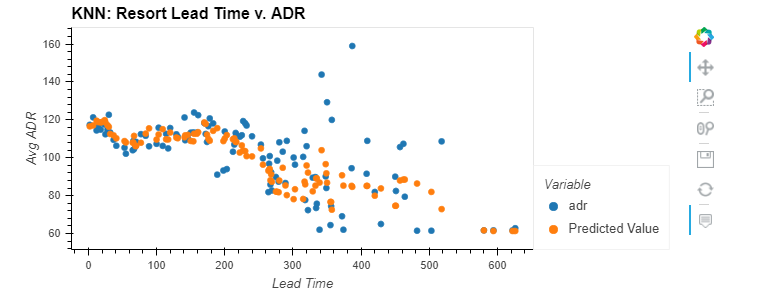 KNN: Resort Lead Time v. ADR
160
140
120
100
80
60
Avg ADR
0
100
200
300
400
500
600
Lead Time
Variable
adr
Predicted Value